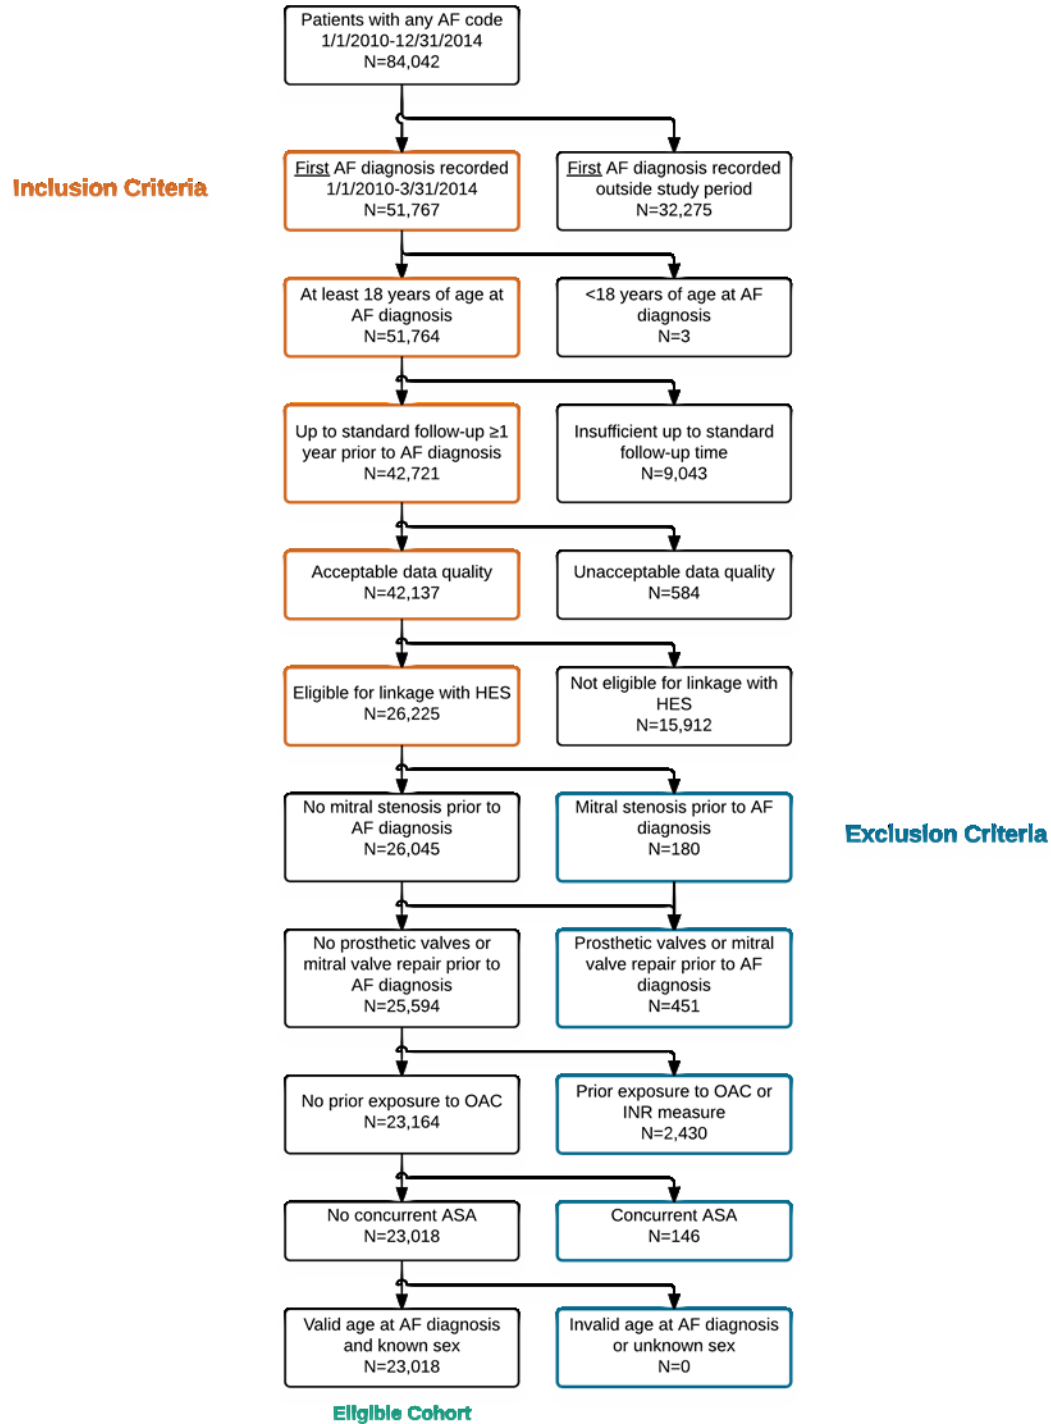 Patients with any AF code
1/1/2010-12/31/2014
N=84,042
Inclusion Criteria
First AF diagnosis recorded
1/1/2010-3/31/2014
N=51,767
First AF diagnosis recorded
outside study period
N=32,275
At least 18 years of age at
AF diagnosis
N=51,764
<18 years of age at AF
diagnosis
N=3
Up to standard follow-up ≥1
year prior to AF diagnosis
N=42,721
Insufficient up to standard
follow-up time
N=9,043
Acceptable data quality
N=42,137
Unacceptable data quality
N=584
Eligible for linkage with HES
N=26,225
Not eligible for linkage with
HES
N=15,912
No mitral stenosis prior to
AF diagnosis
N=26,045
Mitral stenosis prior to AF
diagnosis
N=180
Exclusion Criteria
No prosthetic valves or
mitral valve repair prior to
AF diagnosis
N=25,594
Prosthetic valves or mitral
valve repair prior to AF
diagnosis
N=451
No prior exposure to OAC
N=23,164
Prior exposure to OAC or
INR measure
N=2,430
No concurrent ASA
N=23,018
Concurrent ASA
N=146
Valid age at AF diagnosis
and known sex
N=23,018
Invalid age at AF diagnosis
or unknown sex
N=0
Eligible Cohort